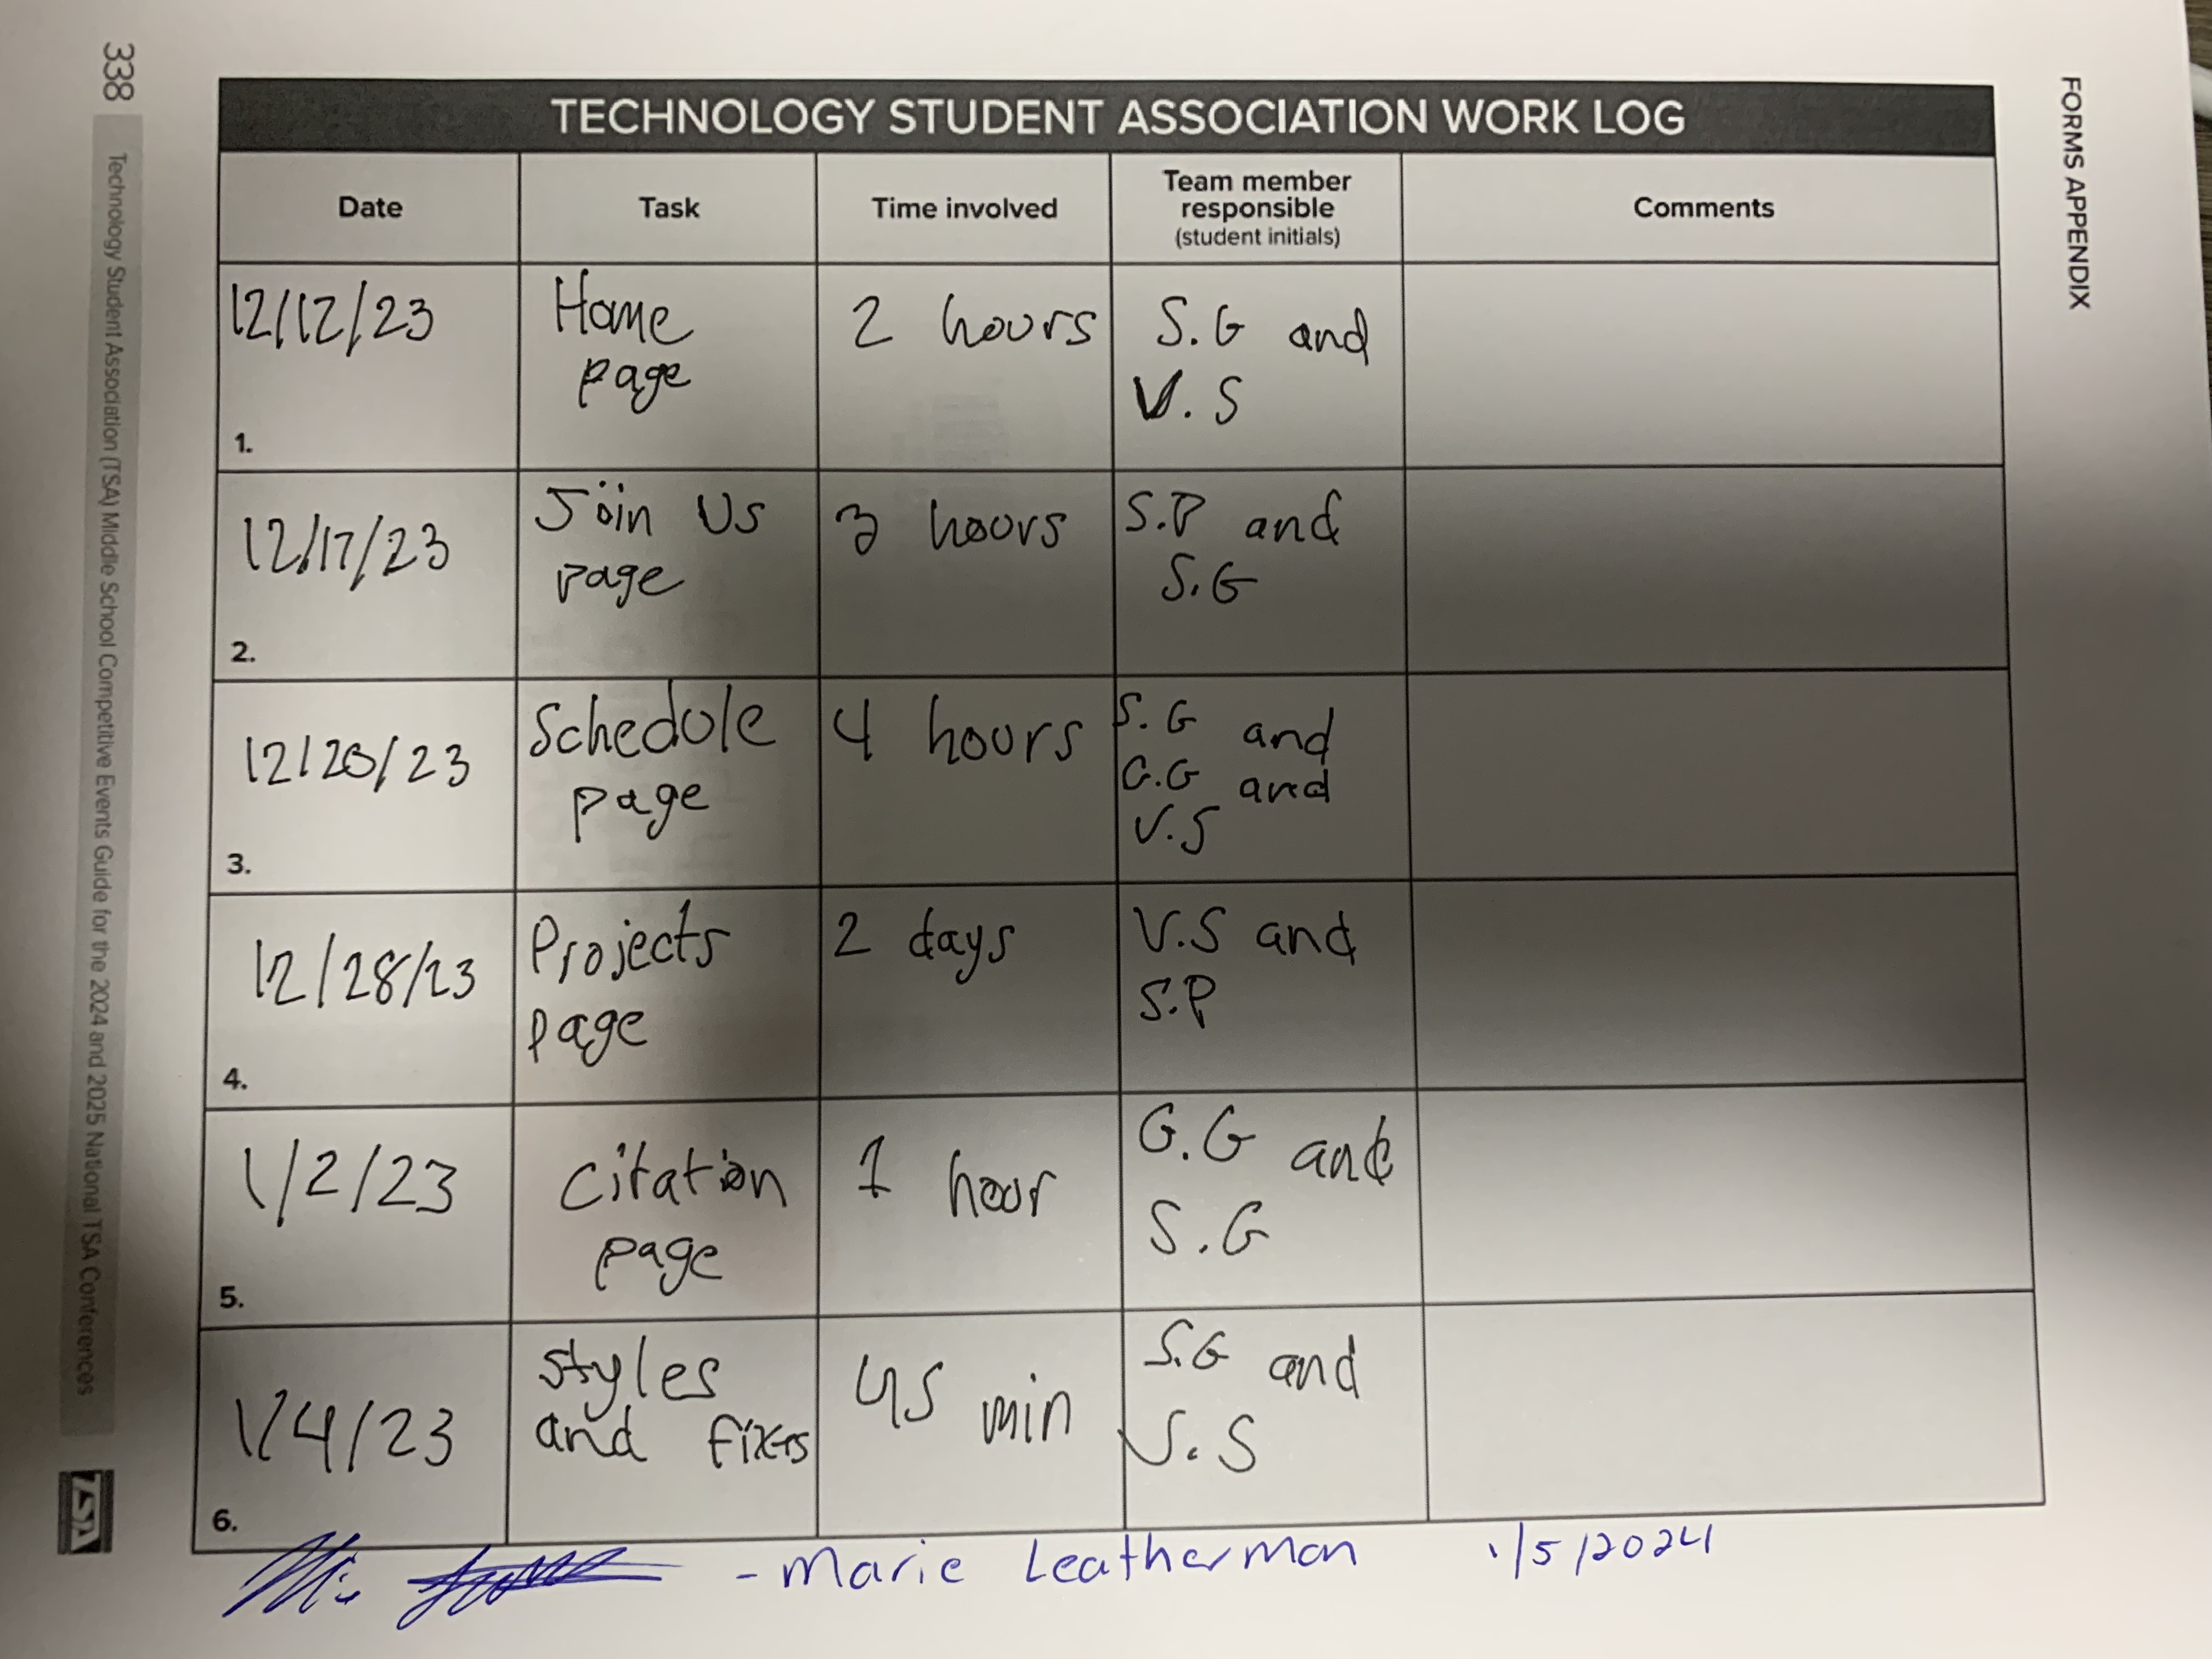 FORMS APPENDIX
TECHNOLOGY STUDENT ASSOCIATION WORK LOG
Date
Task
Time involved
Team member
responsible
(student initials)
Comments
1.
12/12/23
Home
page
2 hours
S.G and
V.S
2.
12/17/23
Join us
page
3 hours
S.P and
S.G
3.
12/20/23
Schedule
page
4 hours
S.G and
G.G and
V.S
4.
12/28/23
Projects
page
2 days
V.S and
S.P
5.
1/2/23
Citation
page
1 hour
G.G and
S.G
6.
1/4/23
Styles
and fixes
45 min
S.G and
V.S
- Marie Leatherman
1/5/2024
338
Technology Student Association (TSA) Middle School Competitive Events Guide for the 2024 and 2025 National TSA Conferences
TSA